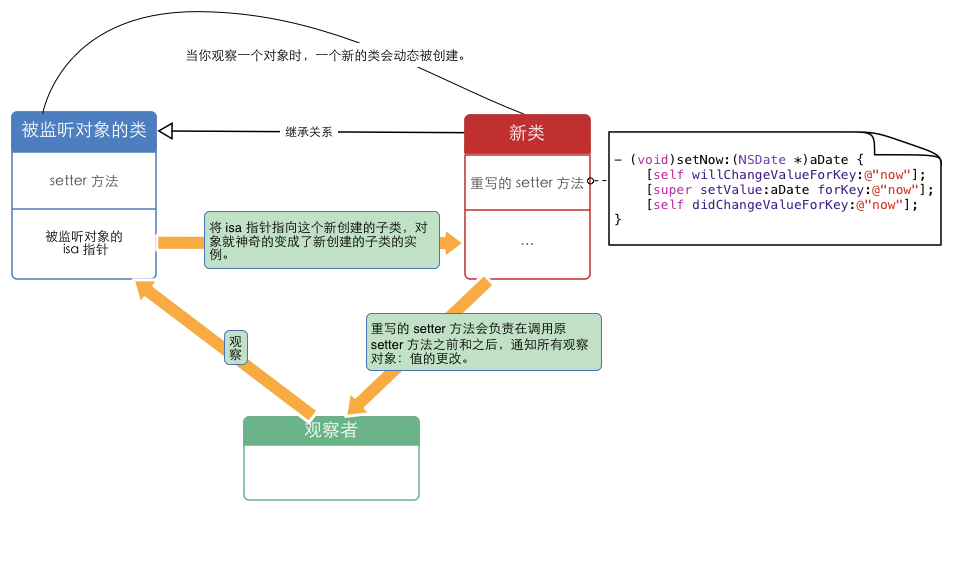 当你观察一个对象时，一个新的类会动态被创建。
被监听对象的类
继承关系
新类
setter 方法
重写的 setter 方法
- (void)setNow:(NSDate *)aDate {
[self willChangeValueForKey:@"now"];
[super setValue:aDate forKey:@"now"];
[self didChangeValueForKey:@"now"];
}
被监听对象的
isa 指针
将 isa 指针指向这个新创建的子类，对
象就神奇的变成了新创建的子类的实
例。
...
观
察
重写的 setter 方法会负责在调用原
setter 方法之前和之后，通知所有观察
对象：值的更改。
观察者